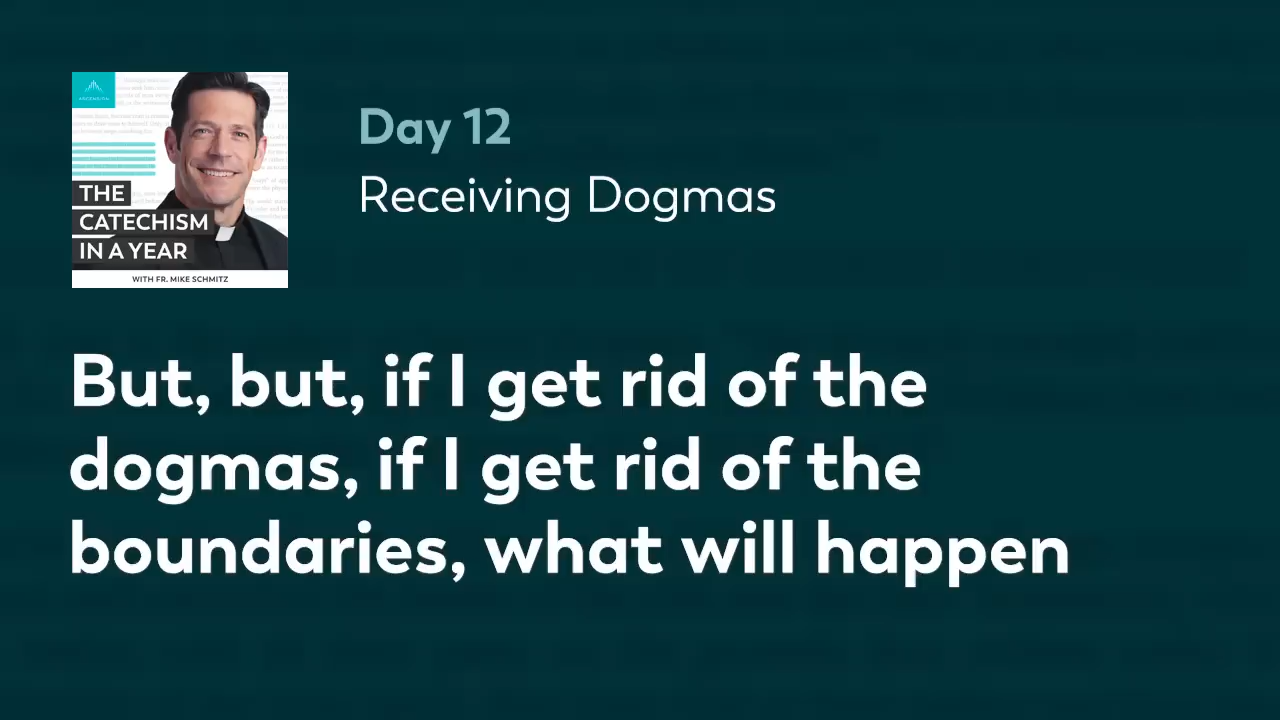 ASCENSION
THE
CATECHISM
IN A YEAR
WITH FR. MIKE SCHMITZ
Day 12
Receiving Dogmas
But, but, if I get rid of the
dogmas, if I get rid of the
boundaries, what will happen